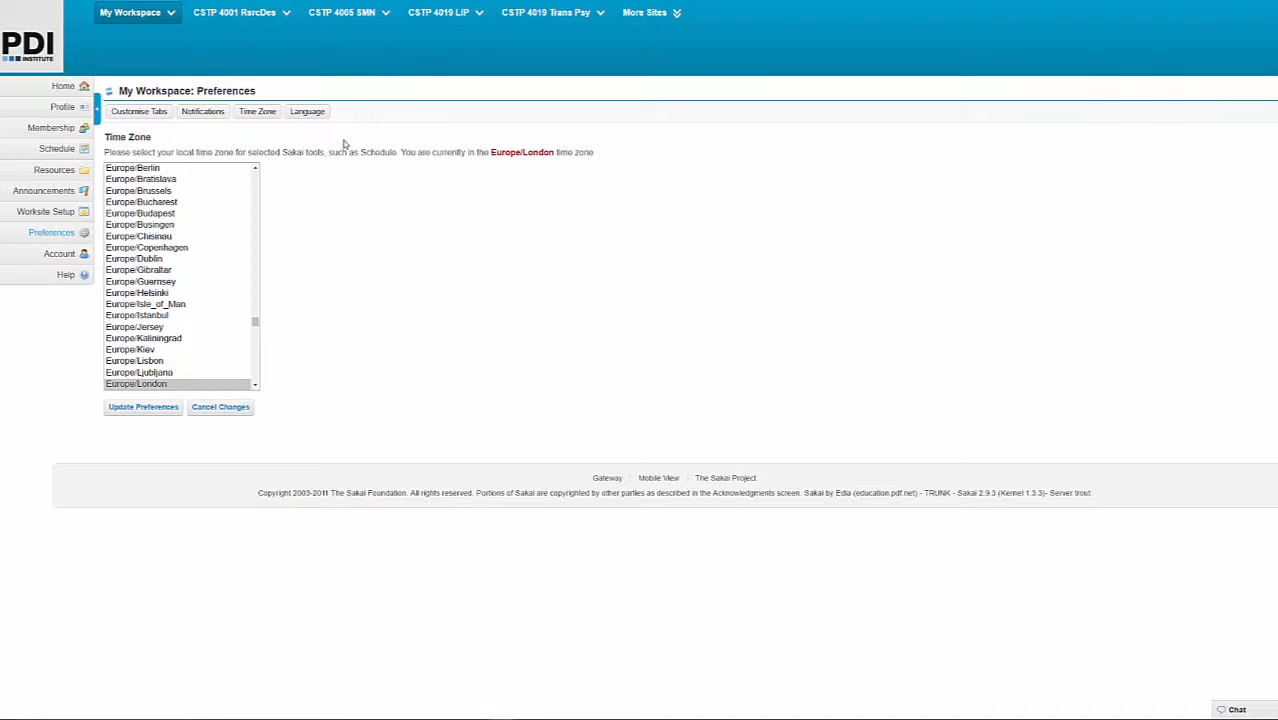 My Workspace CSTP 4001 RsrcDes CSTP 4005 SMN CSTP 4019 LIP CSTP 4019 Trans Psy More Sites
PDI
INSTITUTE
Home
Profile
Membership
Schedule
Resources
Announcements
Worksite Setup
Preferences
Account
Help
My Workspace: Preferences
Customise Tabs Notifications Time Zone Language
Time Zone
Please select your local time zone for selected Sakai tools, such as Schedule. You are currently in the Europe/London time zone
Europe/Berlin
Europe/Bratislava
Europe/Brussels
Europe/Bucharest
Europe/Budapest
Europe/Busingen
Europe/Chisinau
Europe/Copenhagen
Europe/Dublin
Europe/Gibraltar
Europe/Guernsey
Europe/Helsinki
Europe/Isle_of_Man
Europe/Istanbul
Europe/Jersey
Europe/Kaliningrad
Europe/Kiev
Europe/Lisbon
Europe/Ljubljana
Europe/London
Update Preferences Cancel Changes
Gateway | Mobile View | The Sakai Project
Copyright 2003-2011 The Sakai Foundation. All rights reserved. Portions of Sakai are copyrighted by other parties as described in the Acknowledgments screen. Sakai by Edia (education.pdf.net) - TRUNK - Sakai 2.9.3 (Kernel 1.3.3)- Server trout
Chat